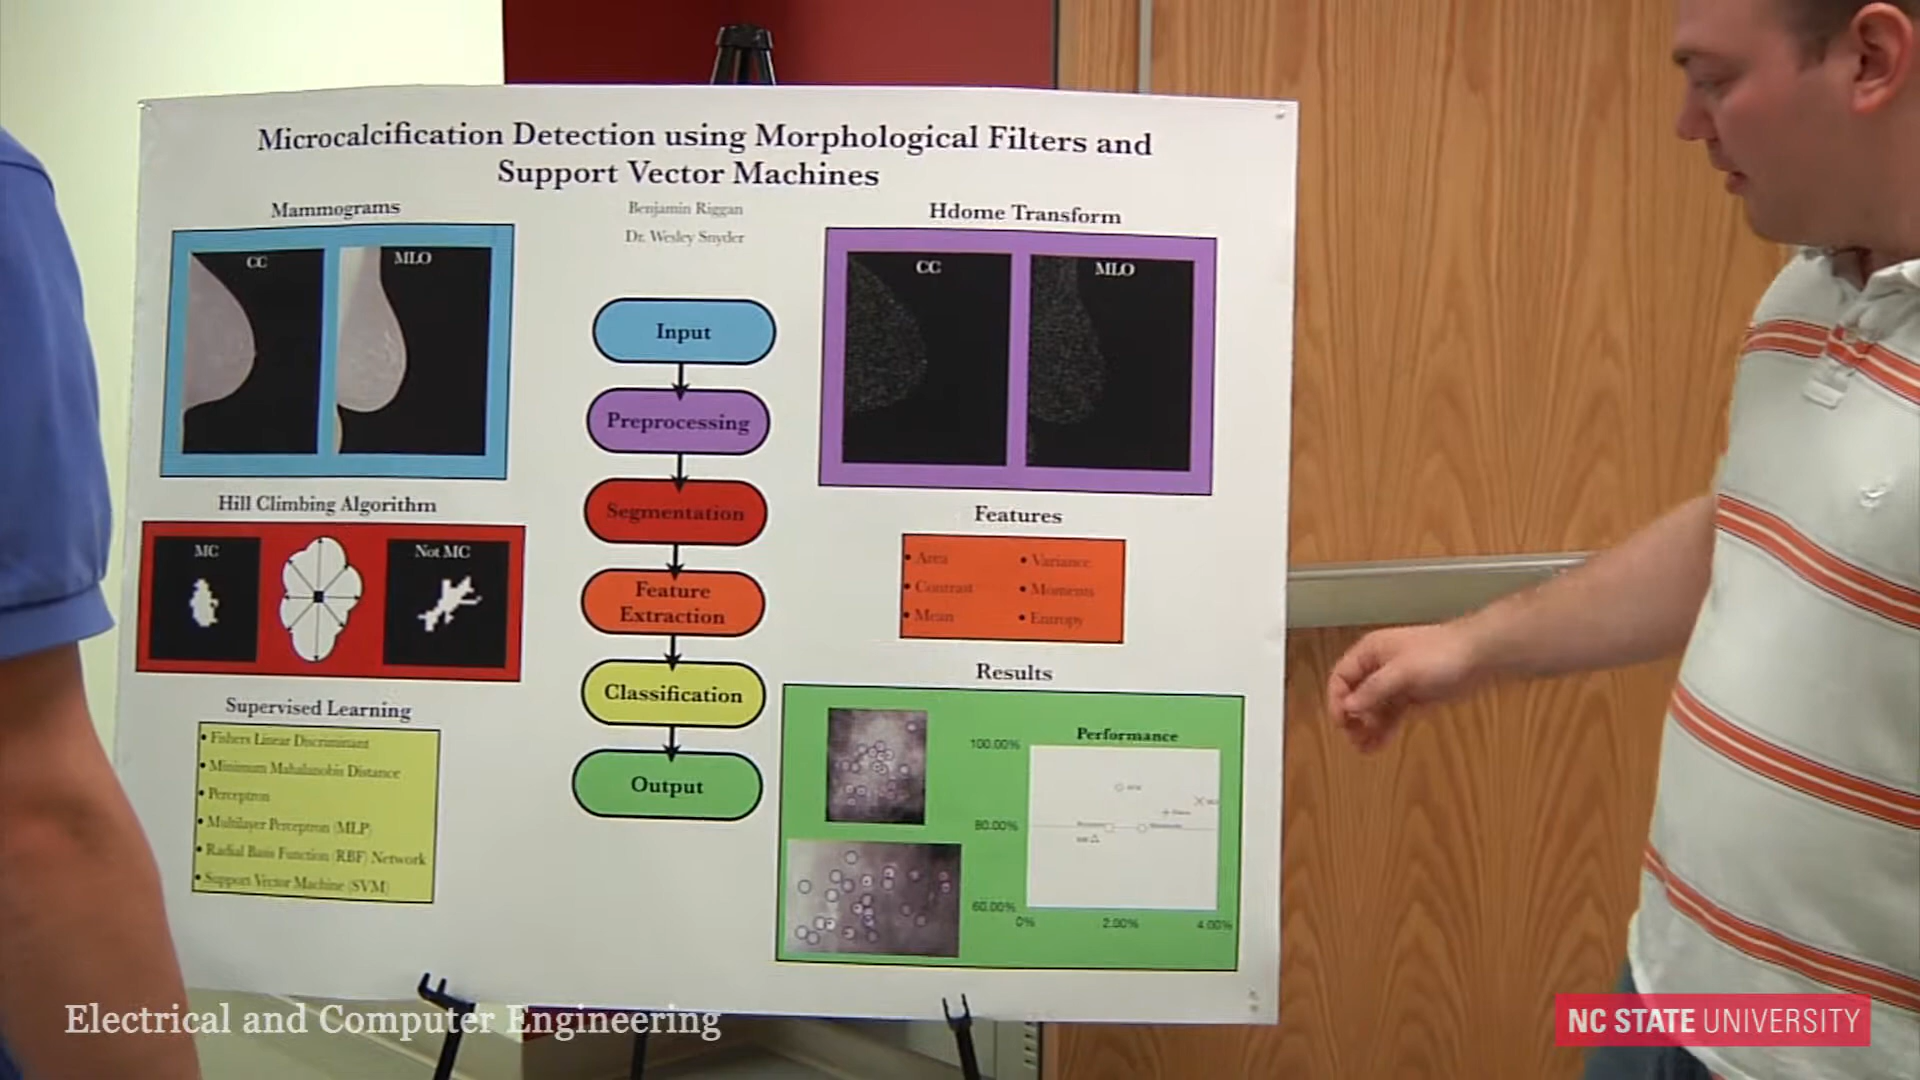 Microcalcification Detection using Morphological Filters and
Support Vector Machines
Benjamin Riggan
Dr. Wesley Snyder
Mammograms
CC
MLO
Hill Climbing Algorithm
MC
Not MC
Supervised Learning
• Fishers Linear Discriminant
• Minimum Mahalanobis Distance
• Perceptron
• Multilayer Perceptron (MLP)
• Radial Basis Function (RBF) Network
• Support Vector Machine (SVM)
Input
Preprocessing
Segmentation
Feature
Extraction
Classification
Output
Hdome Transform
CC
MLO
Features
• Area
• Contrast
• Mean
• Variance
• Moments
• Entropy
Results
Performance
100.00%
80.00%
60.00%
0%
2.00%
4.00%
Electrical and Computer Engineering
NC STATE UNIVERSITY